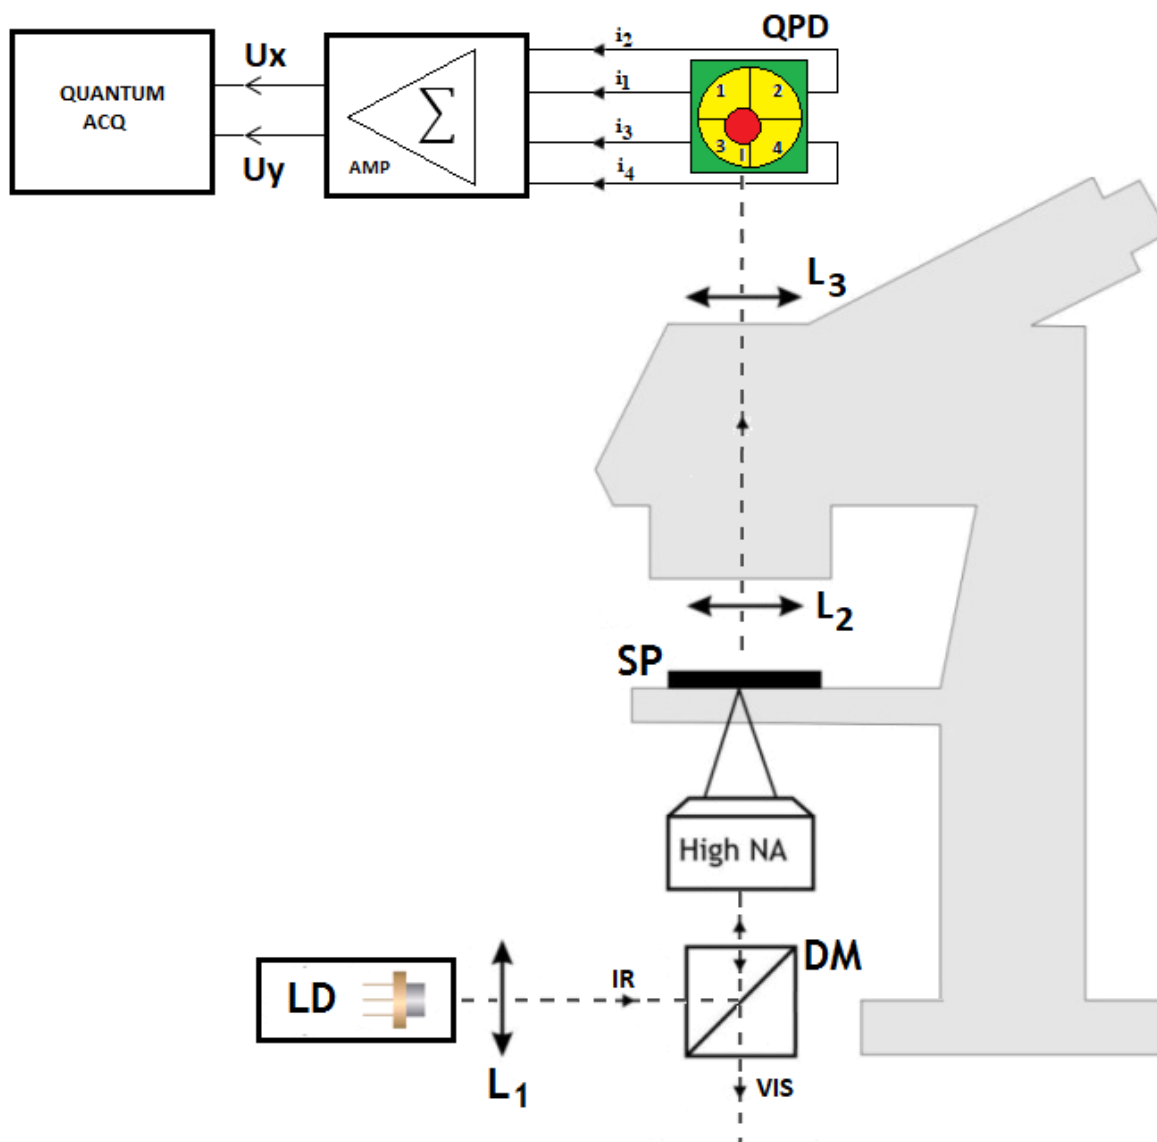 QPD
i₂
Ux
i₁
QUANTUM
ACQ
1 2
Σ
i₃
3 4
Uy
AMP
i₄
L₃
L₂
SP
High NA
DM
LD
IR
L₁
VIS